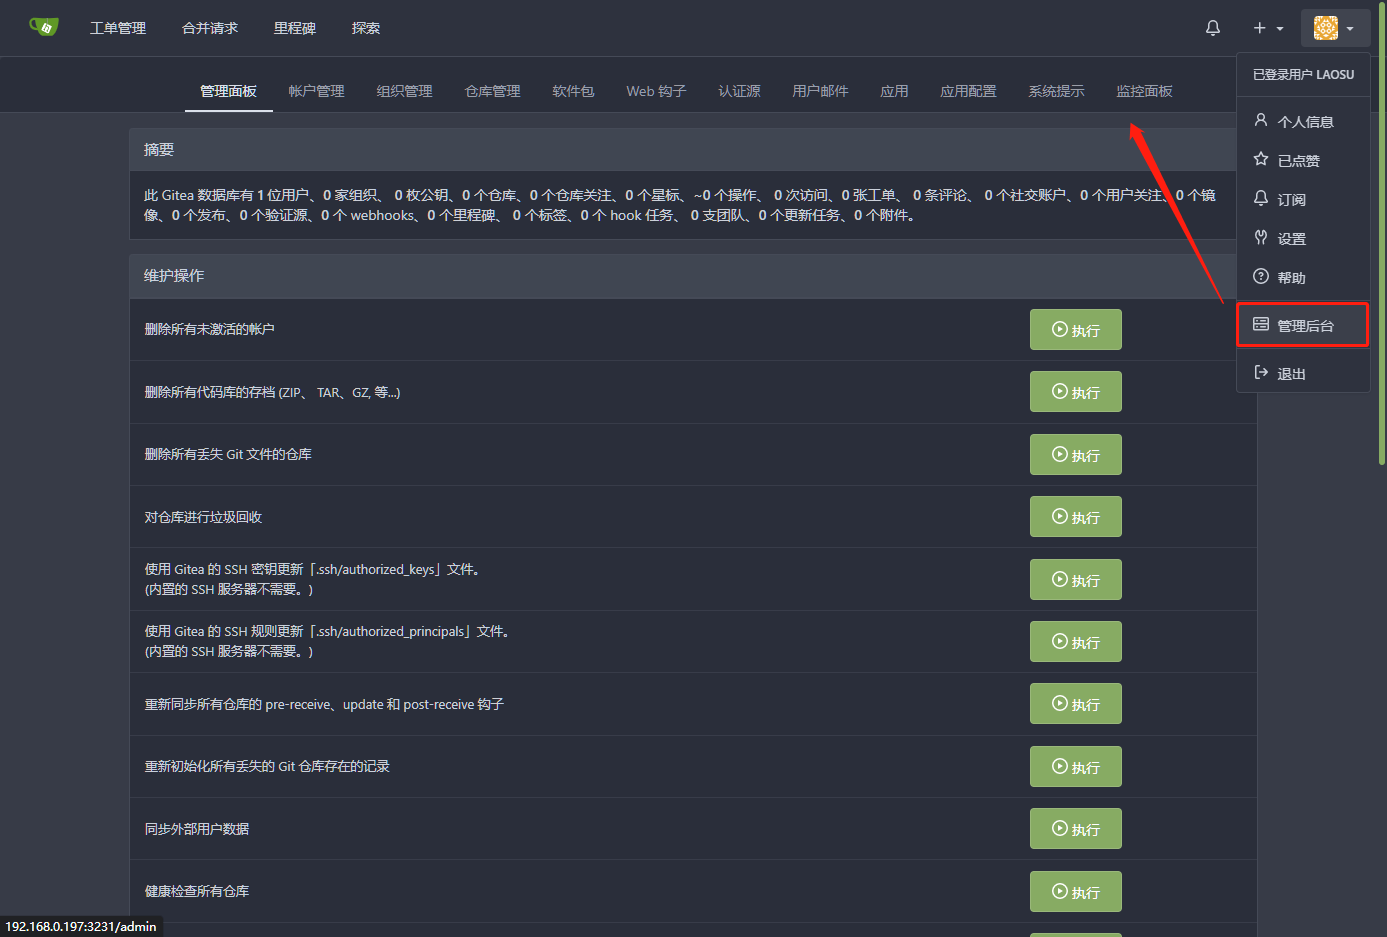 工单管理 合并请求 里程碑 探索
已登录用户 LAOSU
管理面板 帐户管理 组织管理 仓库管理 软件包 Web 钩子 认证源 用户邮件 应用 应用配置 系统提示 监控面板
个人信息
已点赞
订阅
设置
帮助
管理后台
退出
摘要
此 Gitea 数据库有 1 位用户、0 家组织、 0 枚公钥、0 个仓库、0 个仓库关注、0 个星标、~0 个操作、 0 次访问、0 张工单、 0 条评论、 0 个社交账户、0 个用户关注、0 个镜
像、0 个发布、0 个验证源、0 个 webhooks、0 个里程碑、 0 个标签、0 个 hook 任务、 0 支团队、0 个更新任务、0 个附件。
维护操作
删除所有未激活的帐户 执行
删除所有代码库的存档 (ZIP、 TAR、GZ, 等...) 执行
删除所有丢失 Git 文件的仓库 执行
对仓库进行垃圾回收 执行
使用 Gitea 的 SSH 密钥更新「.ssh/authorized_keys」文件。
(内置的 SSH 服务器不需要。) 执行
使用 Gitea 的 SSH 规则更新「.ssh/authorized_principals」文件。
(内置的 SSH 服务器不需要。) 执行
重新同步所有仓库的 pre-receive、update 和 post-receive 钩子 执行
重新初始化所有丢失的 Git 仓库存在的记录 执行
同步外部用户数据 执行
健康检查所有仓库 执行
192.168.0.197:3231/admin